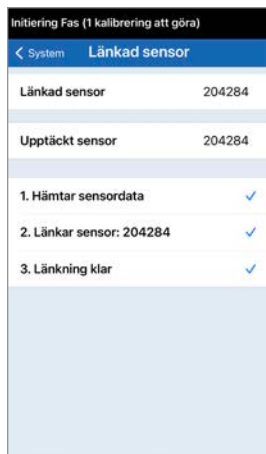 Initiering Fas (1 kalibrering att göra)
System Länkad sensor
Länkad sensor 204284
Upptäckt sensor 204284
1. Hämtar sensordata
2. Länkar sensor: 204284
3. Länkning klar